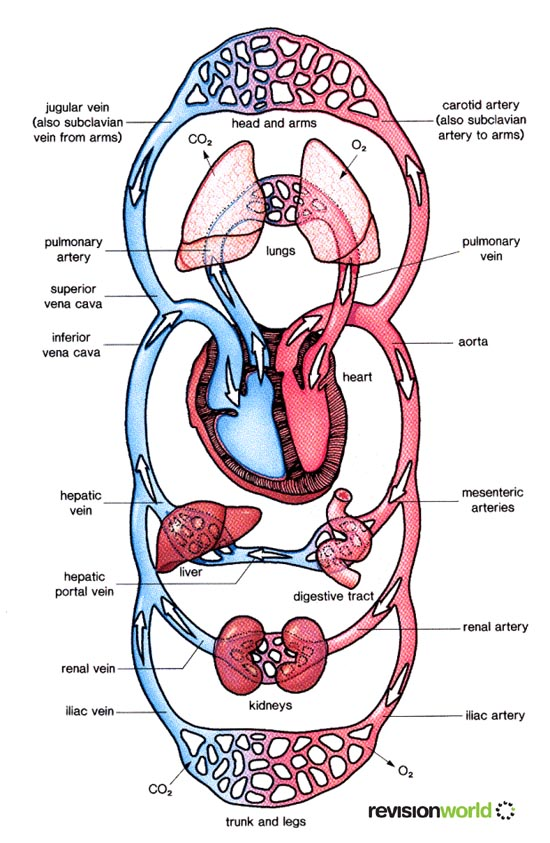 jugular vein
(also subclavian
vein from arms)
carotid artery
(also subclavian
artery to arms)
head and arms
CO₂
O₂
pulmonary
artery
lungs
pulmonary
vein
superior
vena cava
inferior
vena cava
aorta
heart
hepatic
vein
mesenteric
arteries
liver
hepatic
portal vein
digestive tract
renal artery
renal vein
kidneys
iliac vein
iliac artery
CO₂
O₂
trunk and legs
revisionworld